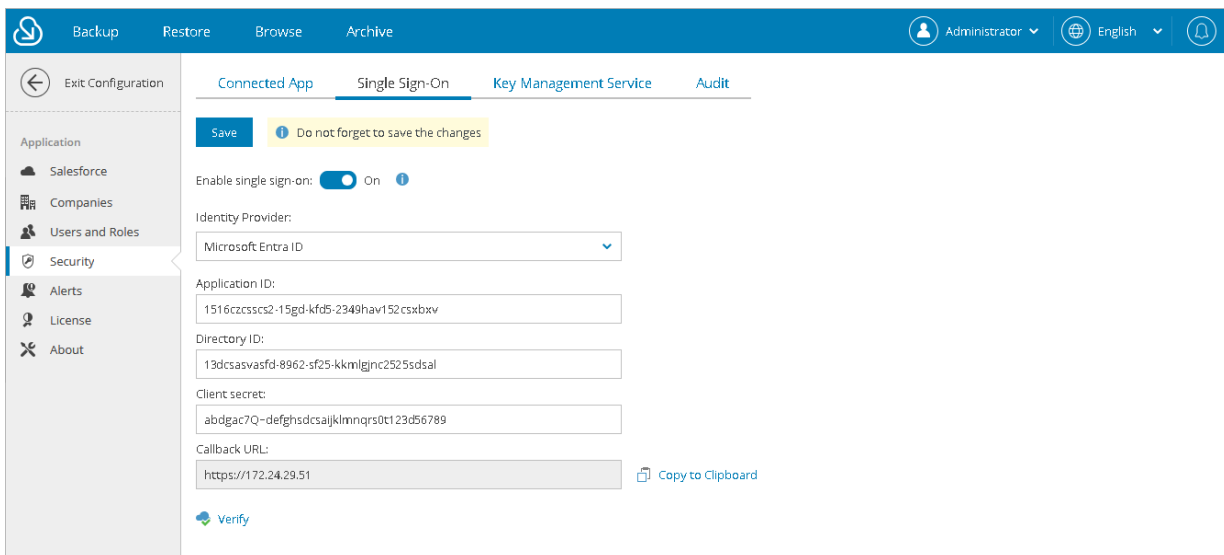 Backup Restore Browse Archive Administrator English
Exit Configuration
Connected App Single Sign-On Key Management Service Audit
Save Do not forget to save the changes
Application
Salesforce
Companies
Users and Roles
Security
Alerts
License
About
Enable single sign-on: On
Identity Provider:
Microsoft Entra ID
Application ID:
1516czcsscs2-15gd-kfd5-2349hav152csxbxv
Directory ID:
13dcsasvasfd-8962-sf25-kkmlgjnc2525sdsal
Client secret:
abdgac7Q~defghsdcsaijklmnqrs0t123d56789
Callback URL:
https://172.24.29.51 Copy to Clipboard
Verify